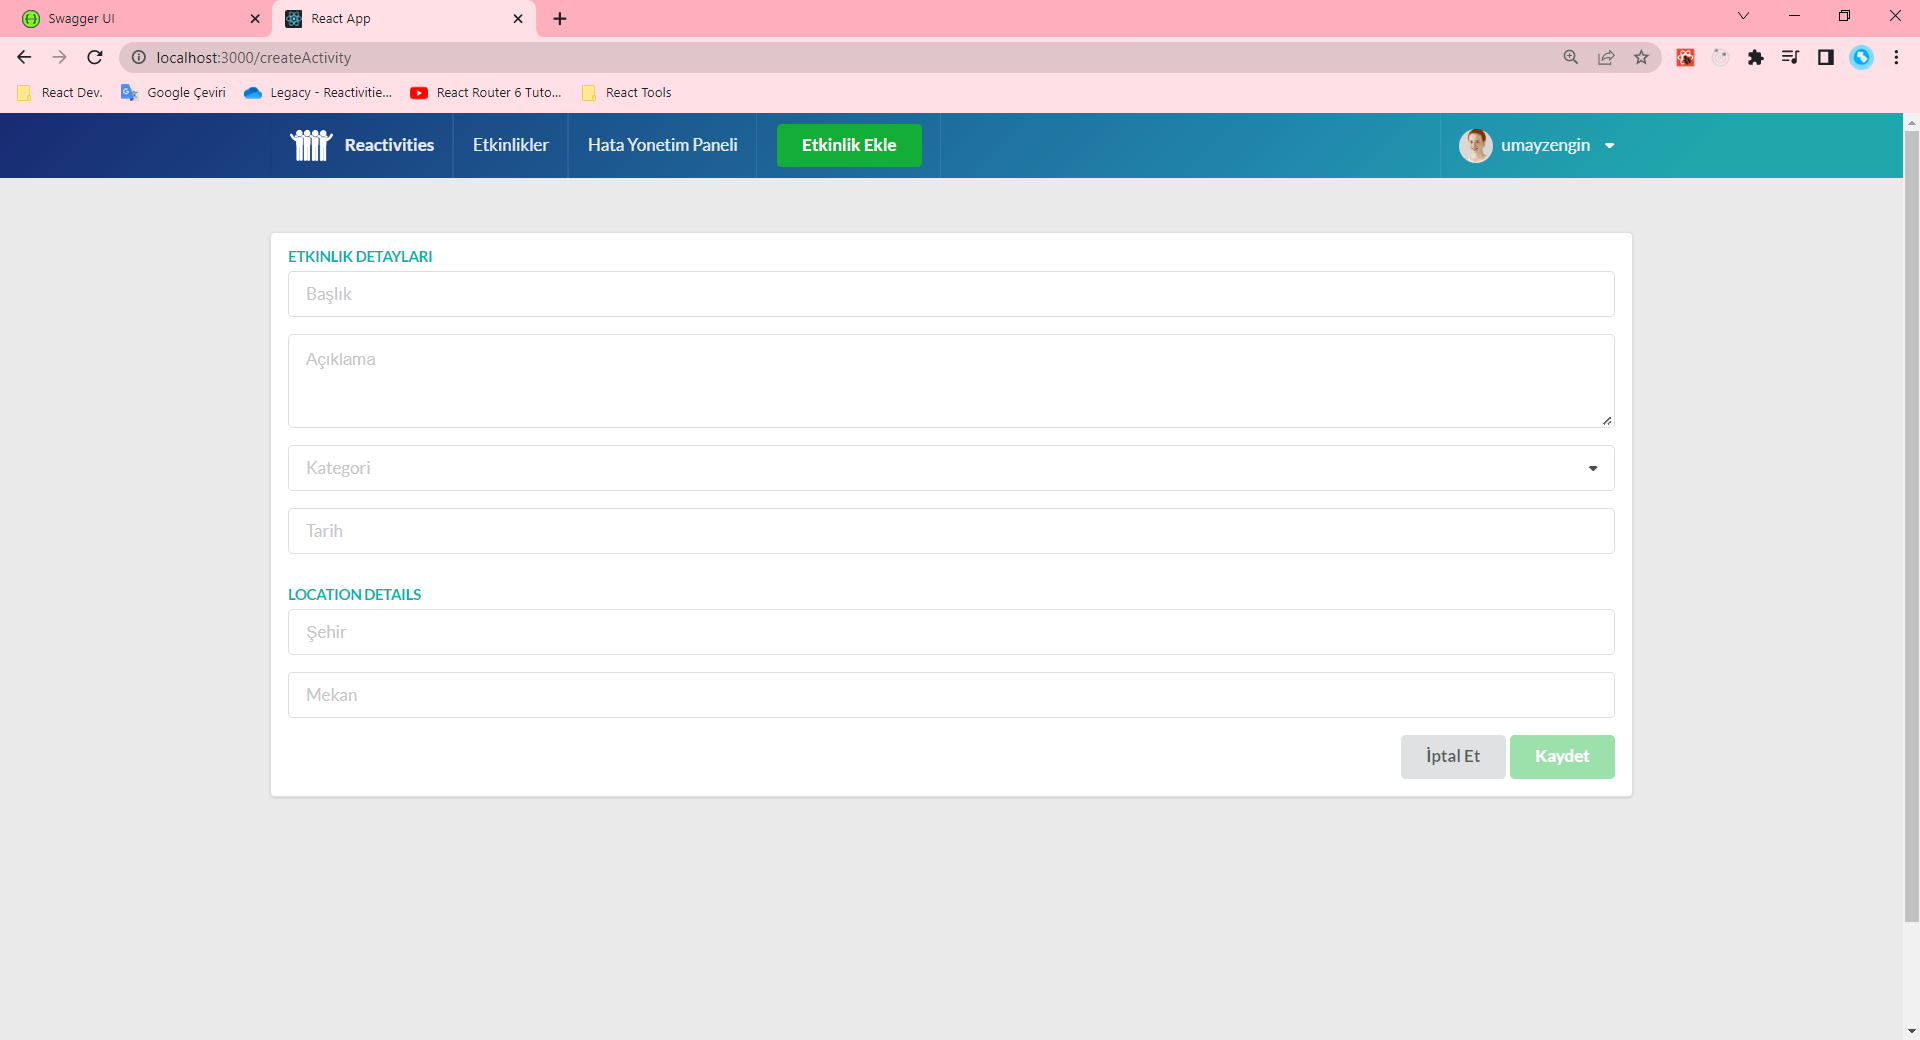 Swagger UI
React App
localhost:3000/createActivity
React Dev.
Google Çeviri
Legacy - Reactivitie...
React Router 6 Tuto...
React Tools
Reactivities
Etkinlikler
Hata Yonetim Paneli
Etkinlik Ekle
umayzengin
ETKINLIK DETAYLARI
Başlık
Açıklama
Kategori
Tarih
LOCATION DETAILS
Şehir
Mekan
İptal Et
Kaydet